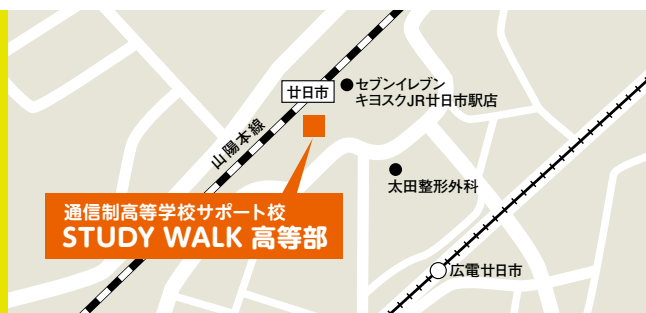 廿日市
セブンイレブン
キヨスクJR廿日市駅店
山陽本線
太田整形外科
通信制高等学校サポート校
STUDY WALK 高等部
広電廿日市